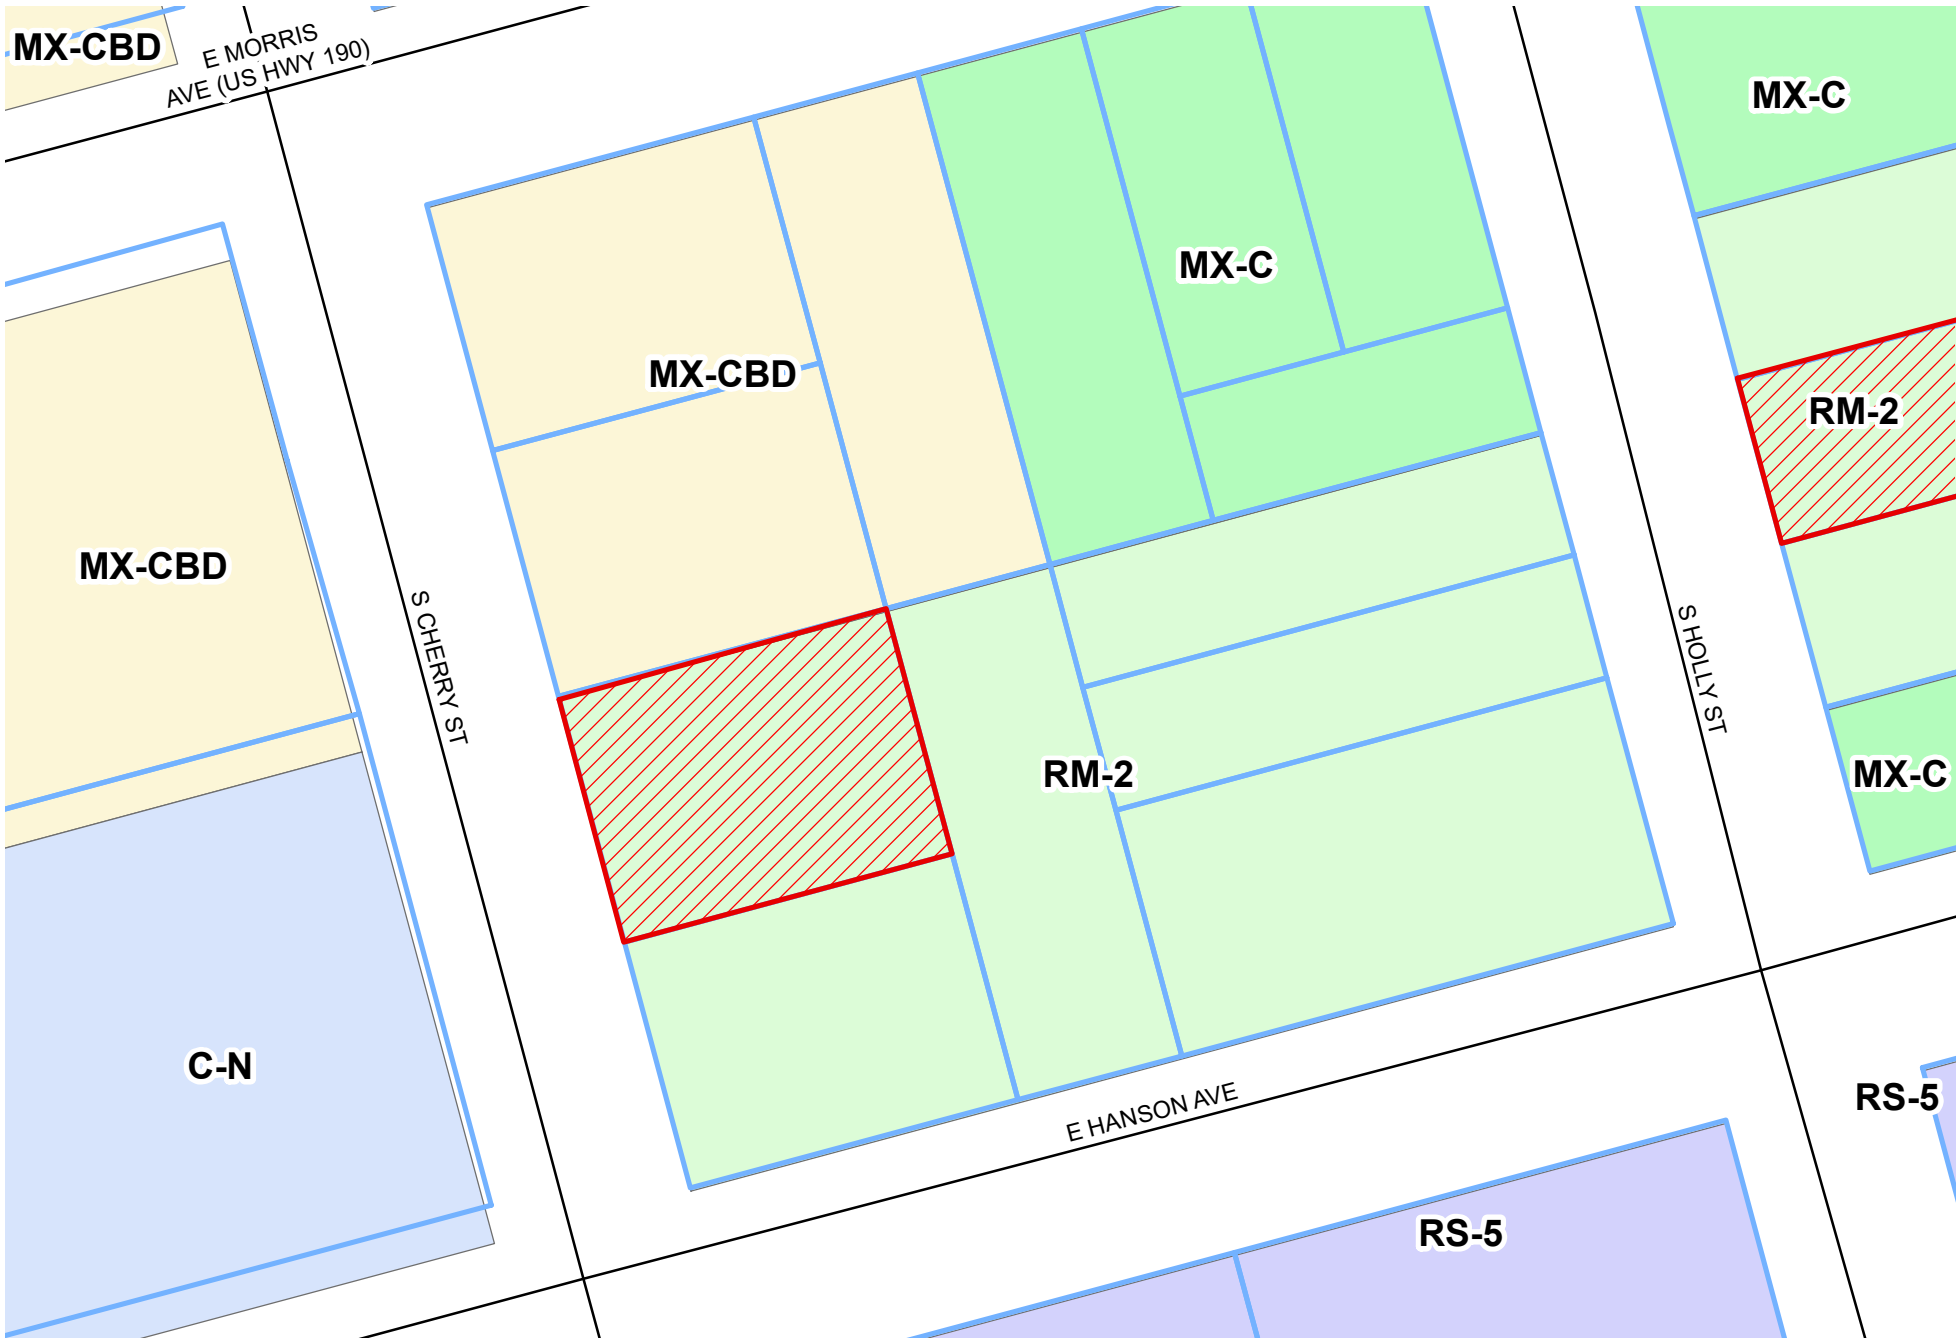 MX-CBD
E MORRIS
AVE (US HWY 190)
MX-C
MX-C
MX-CBD
RM-2
MX-CBD
S CHERRY ST
S HOLLY ST
RM-2
MX-C
C-N
E HANSON AVE
RS-5
RS-5